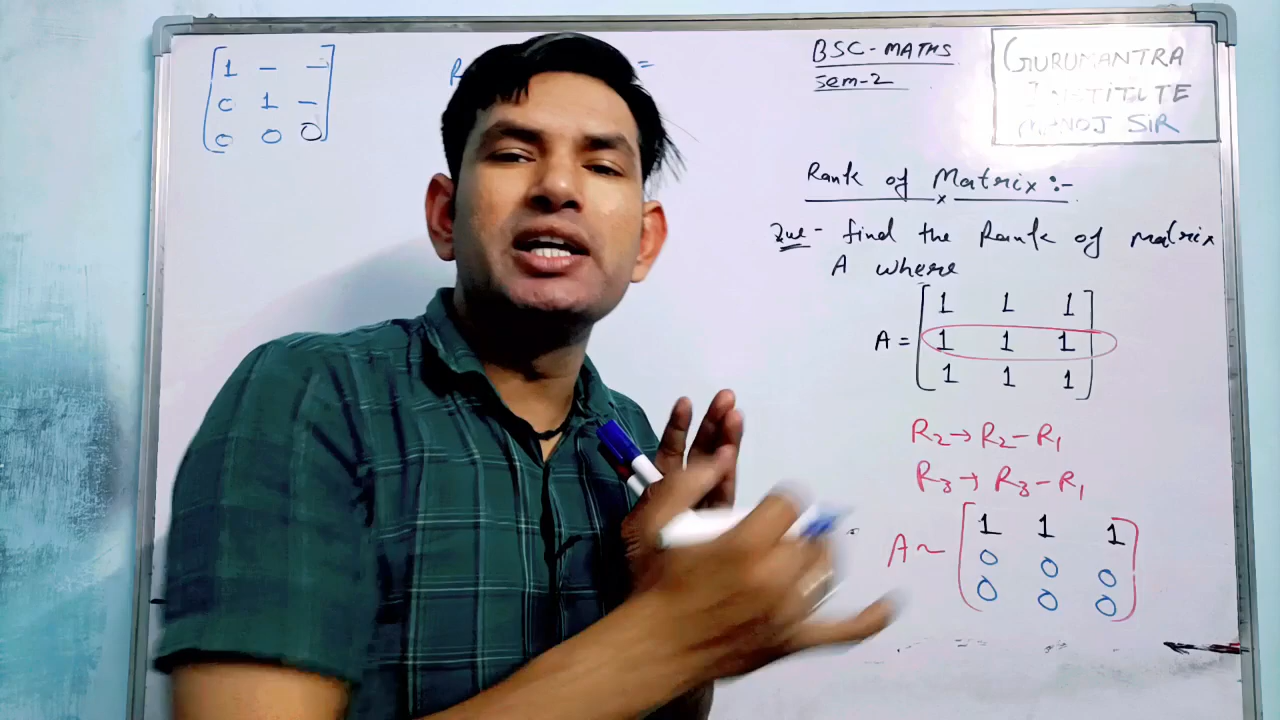 1 - -
0 1 -
0 0 0
=
BSC-MATHS
Sem-2
GURUMANTRA
INSTITUTE
MANOJ SIR
Rank of Matrix:-
Que- find the Rank of Matrix
A where
A = [1 1 1
1 1 1
1 1 1]
R₂→R₂-R₁
R₃→R₃-R₁
A ~ [1 1 1
0 0 0
0 0 0]